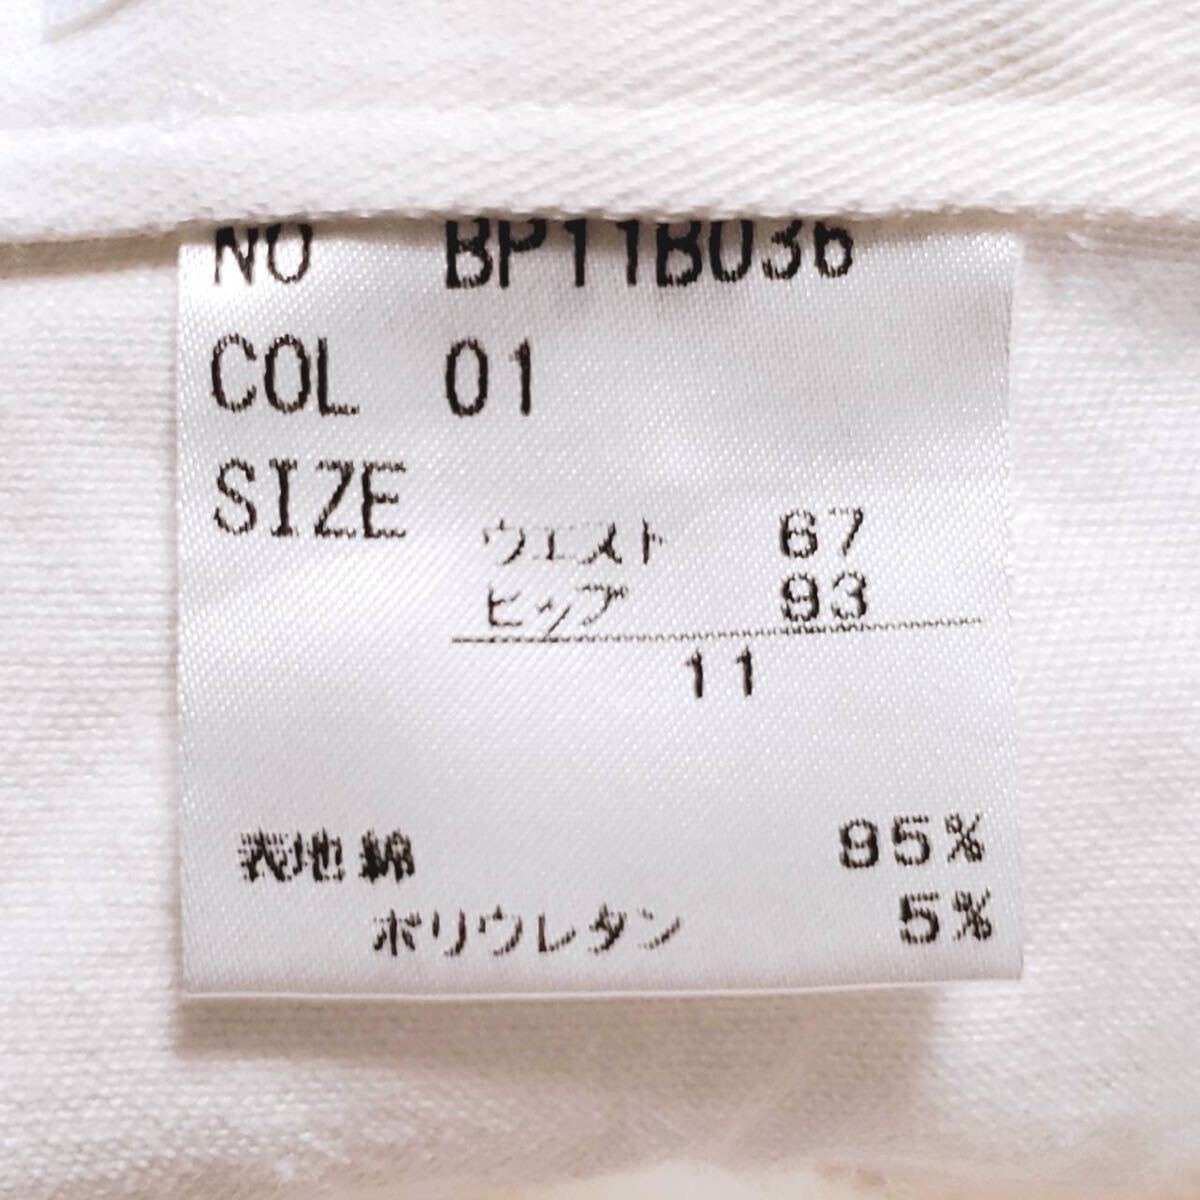 NO BP11B036
COL 01
SIZE
ウエスト 67
ヒップ 93
11
表地 綿 95%
ポリウレタン 5%